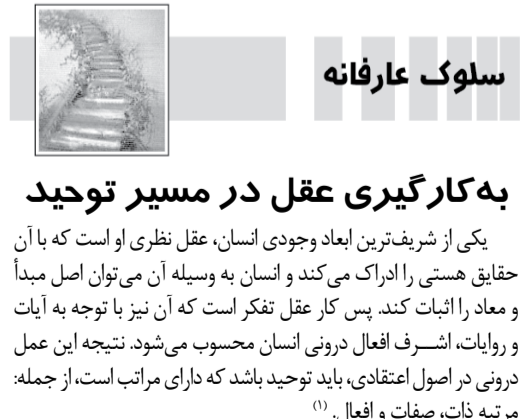 سلوک عارفانه
به‌کارگیری عقل در مسیر توحید
یکی از شریف‌ترین ابعاد وجودی انسان، عقل نظری او است که با آن
حقایق هستی را ادراک می‌کند و انسان به وسیله آن می‌توان اصل مبدأ
و معاد را اثبات کند. پس کار عقل تفکر است که آن نیز با توجه به آیات
و روایات، اشـــرف افعال درونی انسان محسوب می‌شود. نتیجه این عمل
درونی در اصول اعتقادی، باید توحید باشد که دارای مراتب است، از جمله:
مرتبه ذات، صفات و افعال. (۱)